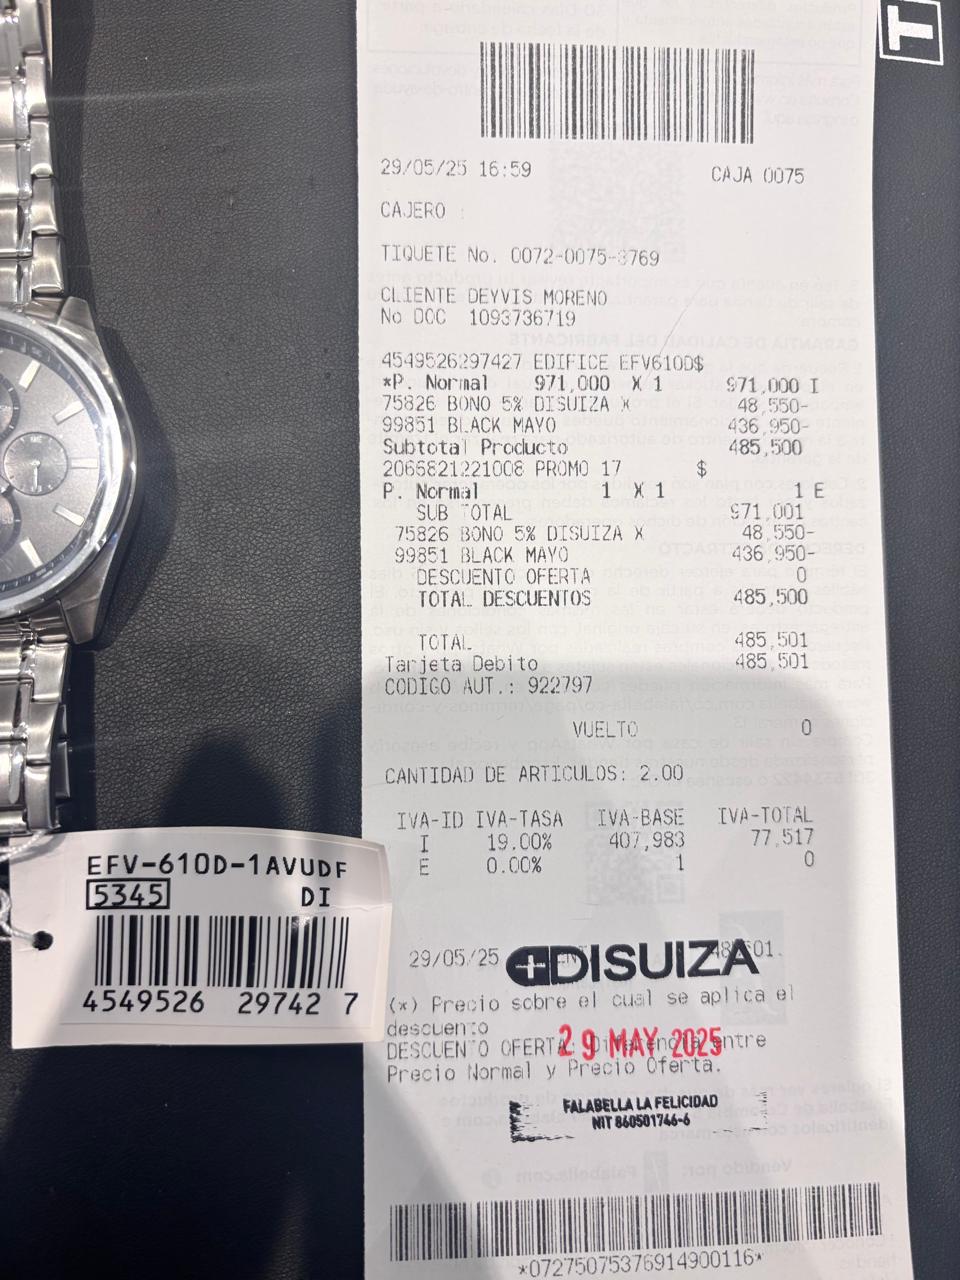 T
29/05/25 16:59 CAJA 0075
CAJERO :
TIQUETE No. 0072-0075-3769
CLIENTE DEYVIS MORENO
No DOC 1093736719
4549526297427 EDIFICE EFV610D$
*P. Normal 971,000 X 1 971,000 I
75826 BONO 5% DISUIZA X 48,550-
99851 BLACK MAYO 436,950-
Subtotal Producto 485,500
2065821221008 PROMO 17 $
P. Normal 1 X 1 1 E
SUB TOTAL 971,001
75826 BONO 5% DISUIZA X 48,550-
99851 BLACK MAYO 436,950-
DESCUENTO OFERTA 0
TOTAL DESCUENTOS 485,500
TOTAL 485,501
Tarjeta Debito 485,501
CODIGO AUT.: 922797
VUELTO 0
CANTIDAD DE ARTICULOS: 2.00
IVA-ID IVA-TASA IVA-BASE IVA-TOTAL
I 19.00% 407,983 77,517
E 0.00% 1 0
29/05/25
DISUIZA
(*) Precio sobre el cual se aplica el
descuento
DESCUENTO OFERTA: Diferencia entre
29 MAY 2025
Precio Normal y Precio Oferta.
FALABELLA LA FELICIDAD
NIT 860501746-6
*07275075376914900116*
EFV-610D-1AVUDF
5345 DI
4549526 29742 7